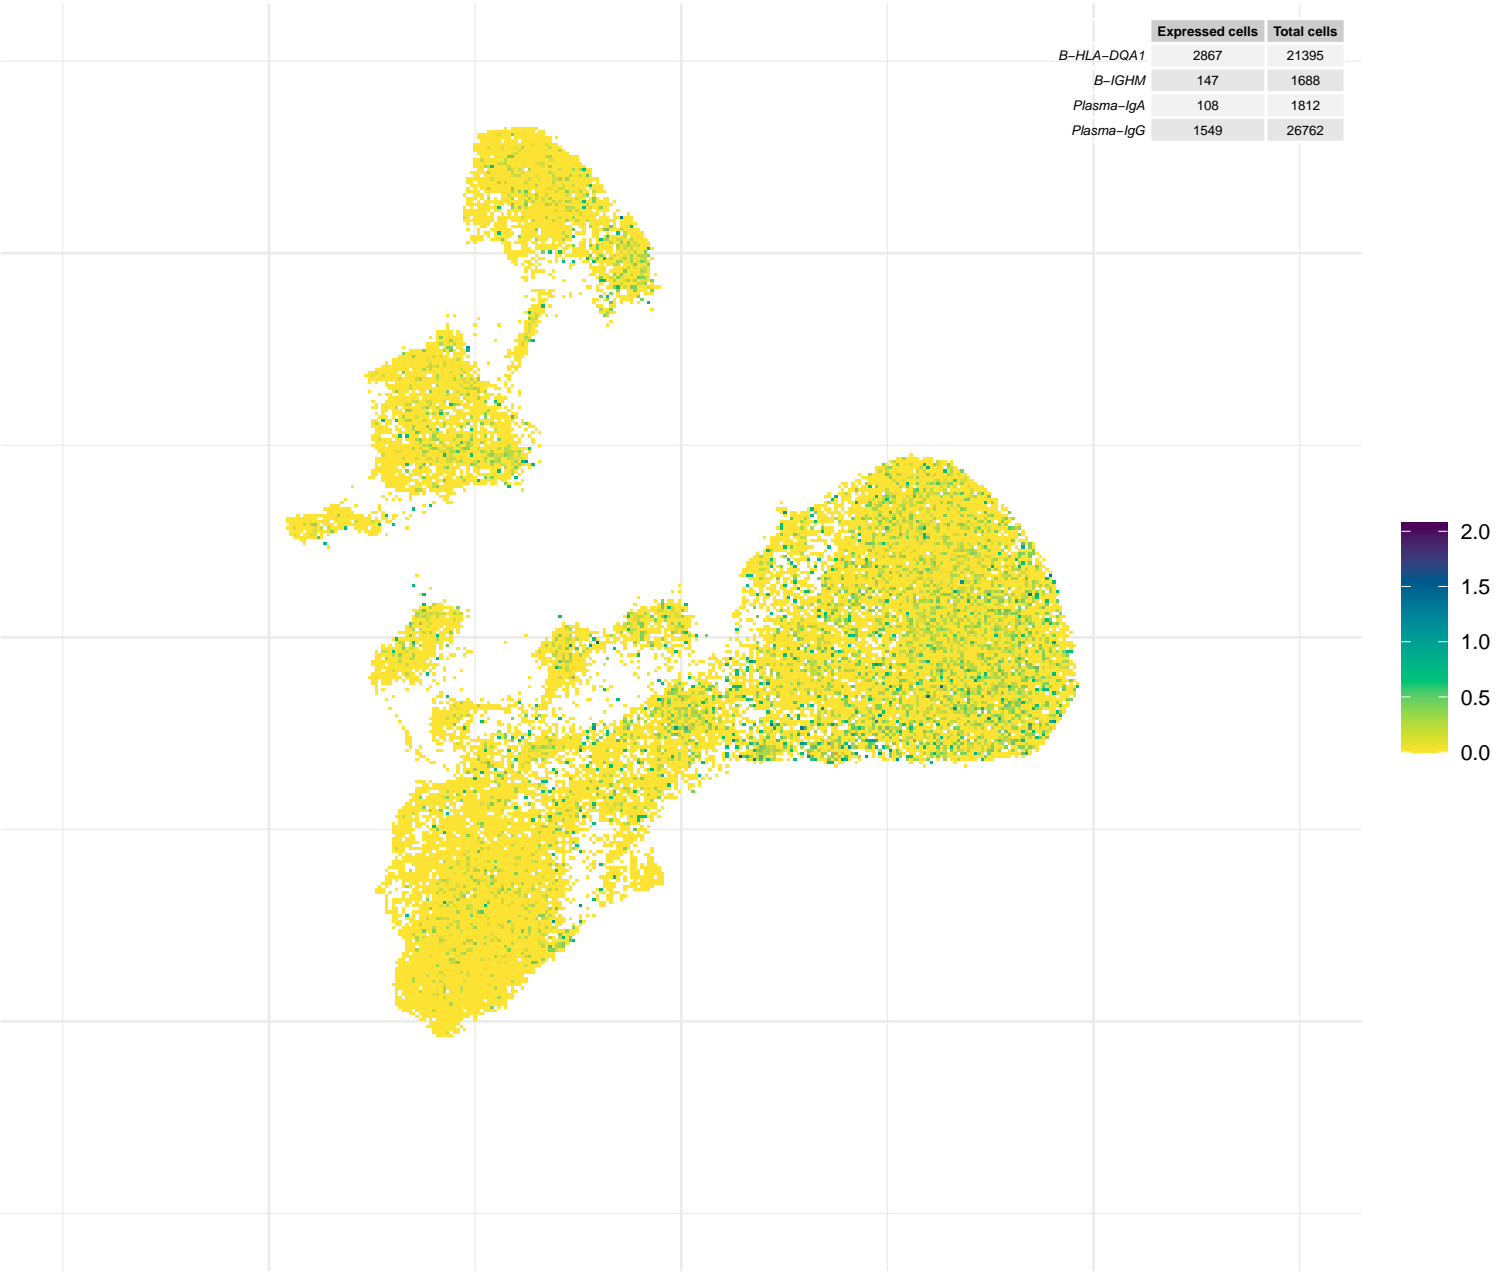 Expressed cells Total cells
B−HLA−DQA1 2867 21395
B−IGHM 147 1688
Plasma−IgA 108 1812
Plasma−IgG 1549 26762
2.0
1.5
1.0
0.5
0.0